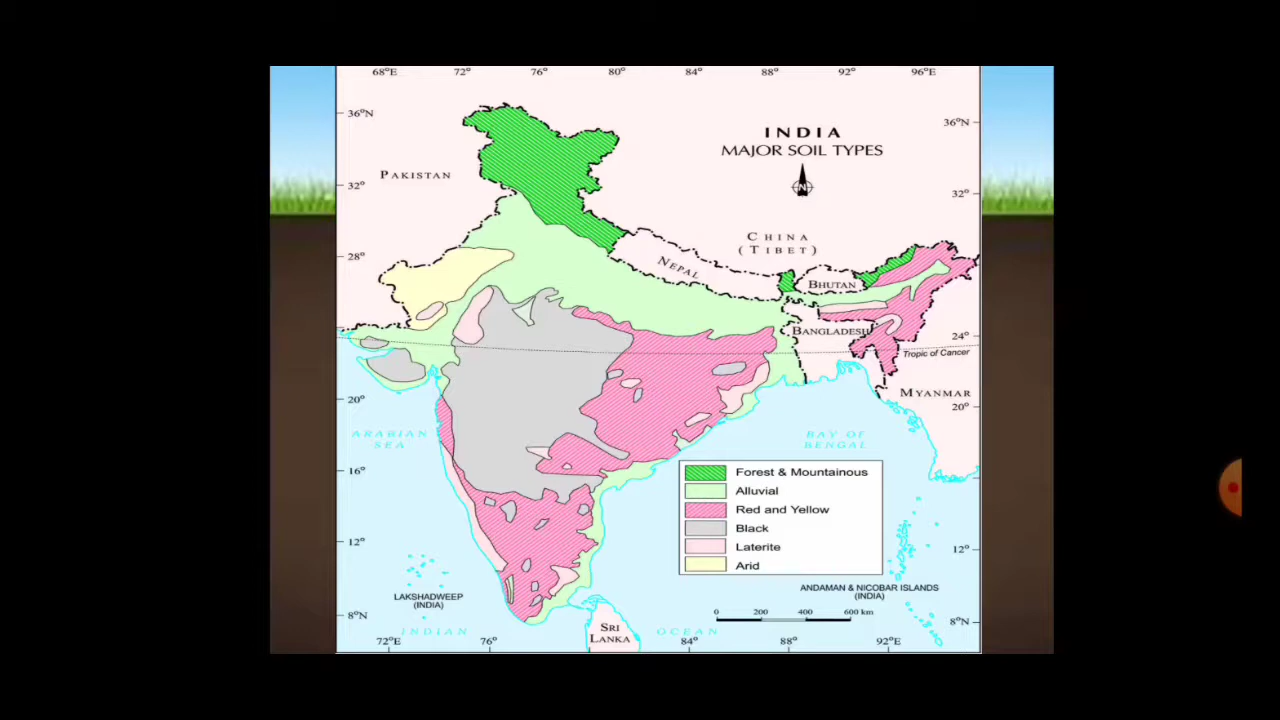 68°E 72° 76° 80° 84° 88° 92° 96°E
36°N
36°N
INDIA
MAJOR SOIL TYPES
N
PAKISTAN
32°
32°
CHINA
(TIBET)
28°
28°
NEPAL
BHUTAN
BANGLADESH
24°
24°
Tropic of Cancer
MYANMAR
20°
20°
ARABIAN
SEA
BAY OF
BENGAL
16°
Forest & Mountainous
Alluvial
Red and Yellow
Black
Laterite
Arid
12°
12°
ANDAMAN & NICOBAR ISLANDS
(INDIA)
LAKSHADWEEP
(INDIA)
0 200 400 600 km
8°N
8°N
SRI
LANKA
INDIAN OCEAN
72°E 76° 84° 88° 92°E